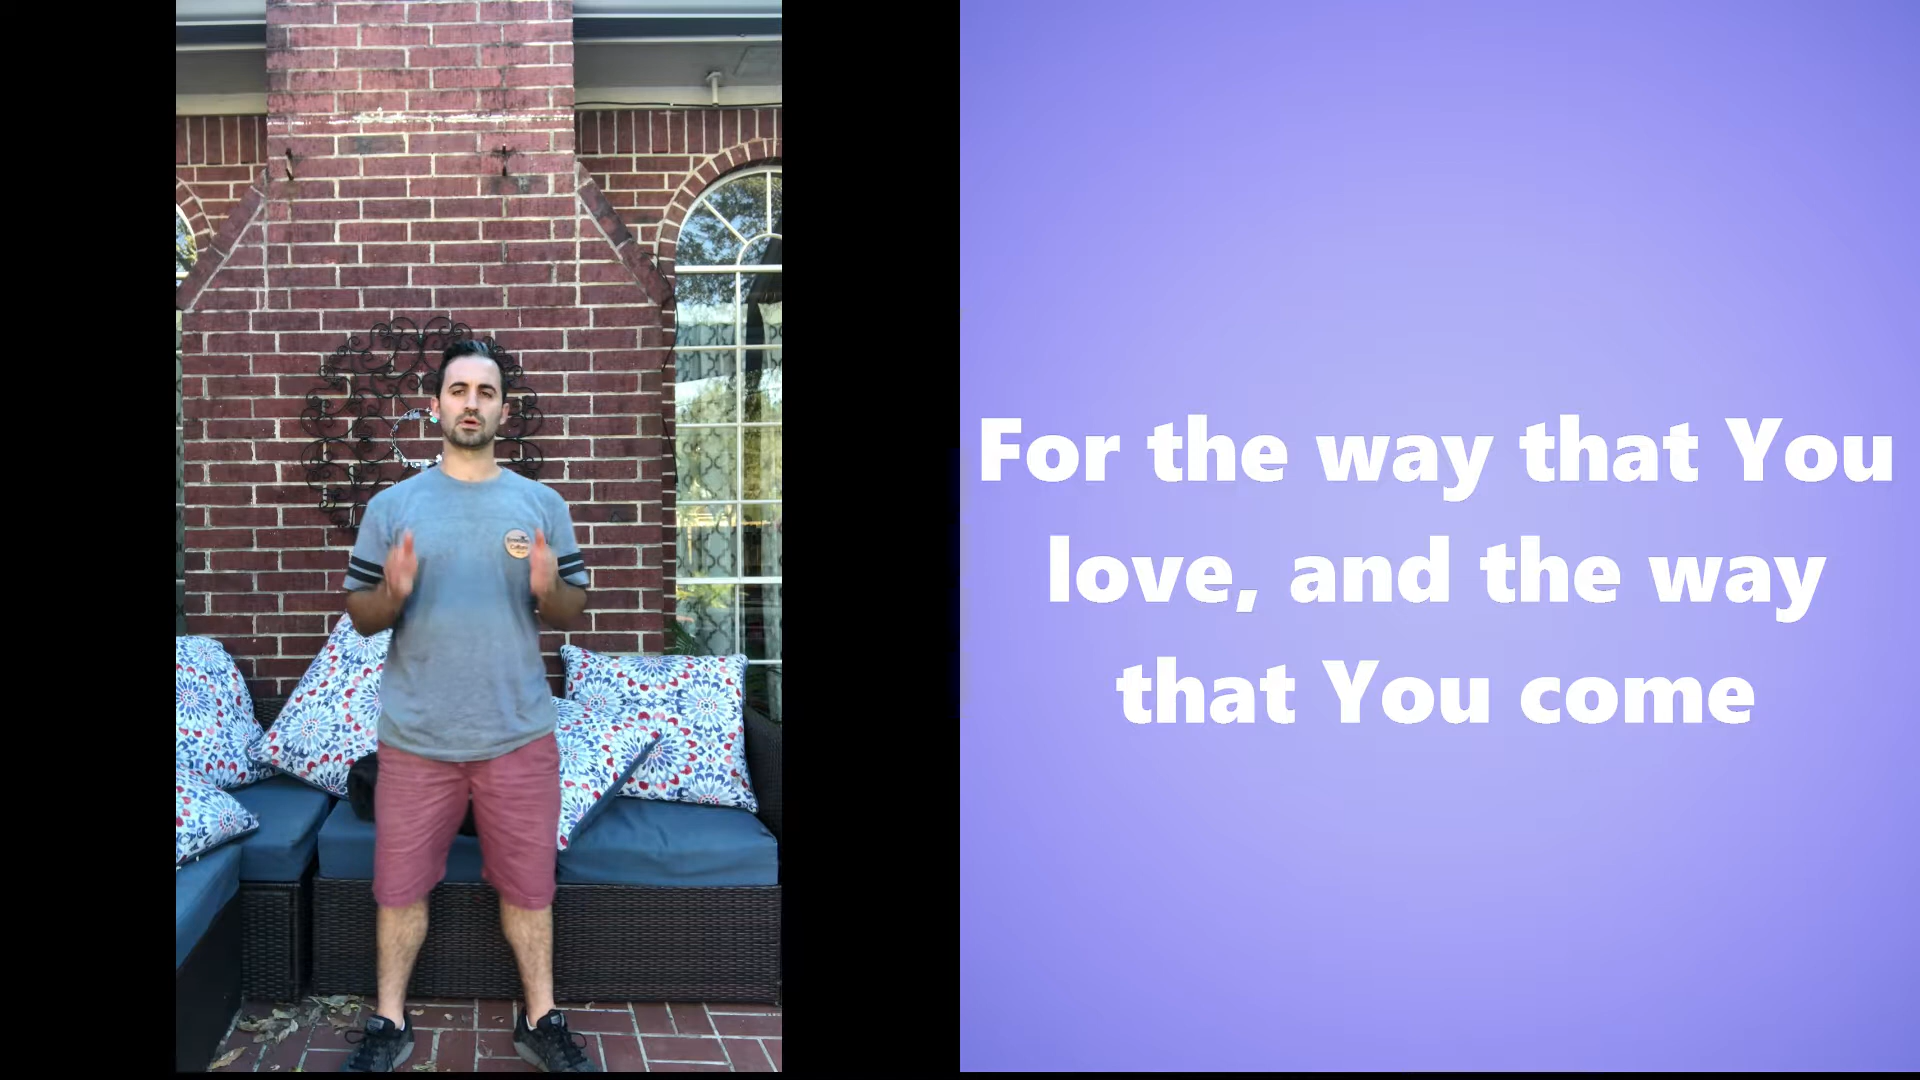 For the way that You
love, and the way
that You come